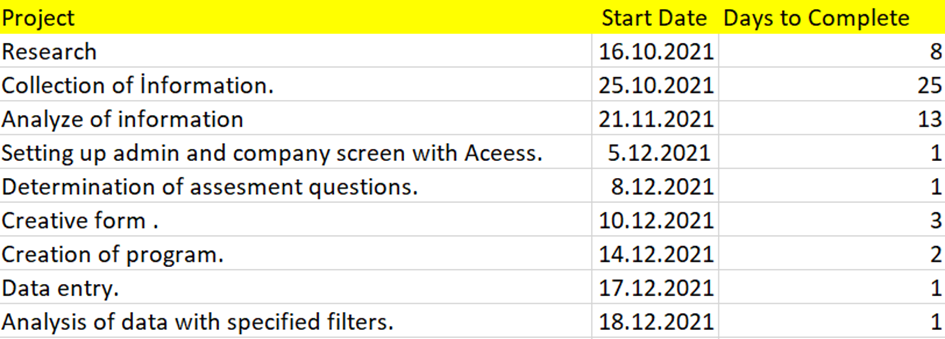 Project Start Date Days to Complete
Research 16.10.2021 8
Collection of İnformation. 25.10.2021 25
Analyze of information 21.11.2021 13
Setting up admin and company screen with Aceess. 5.12.2021 1
Determination of assesment questions. 8.12.2021 1
Creative form . 10.12.2021 3
Creation of program. 14.12.2021 2
Data entry. 17.12.2021 1
Analysis of data with specified filters. 18.12.2021 1